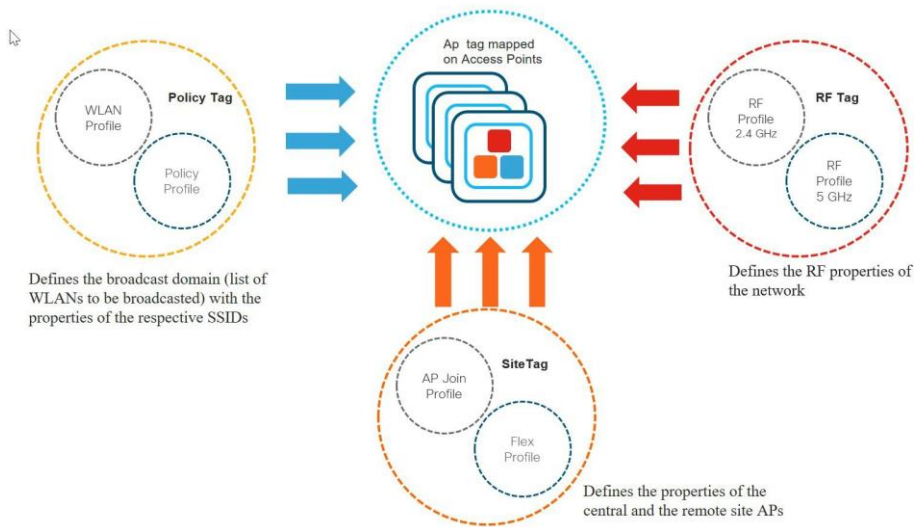 Ap tag mapped
on Access Points
WLAN
Profile
Policy Tag
Policy
Profile
RF
Profile
2.4 GHz
RF Tag
RF
Profile
5 GHz
Defines the broadcast domain (list of
WLANs to be broadcasted) with the
properties of the respective SSIDs
Defines the RF properties of
the network
AP Join
Profile
SiteTag
Flex
Profile
Defines the properties of the
central and the remote site APs